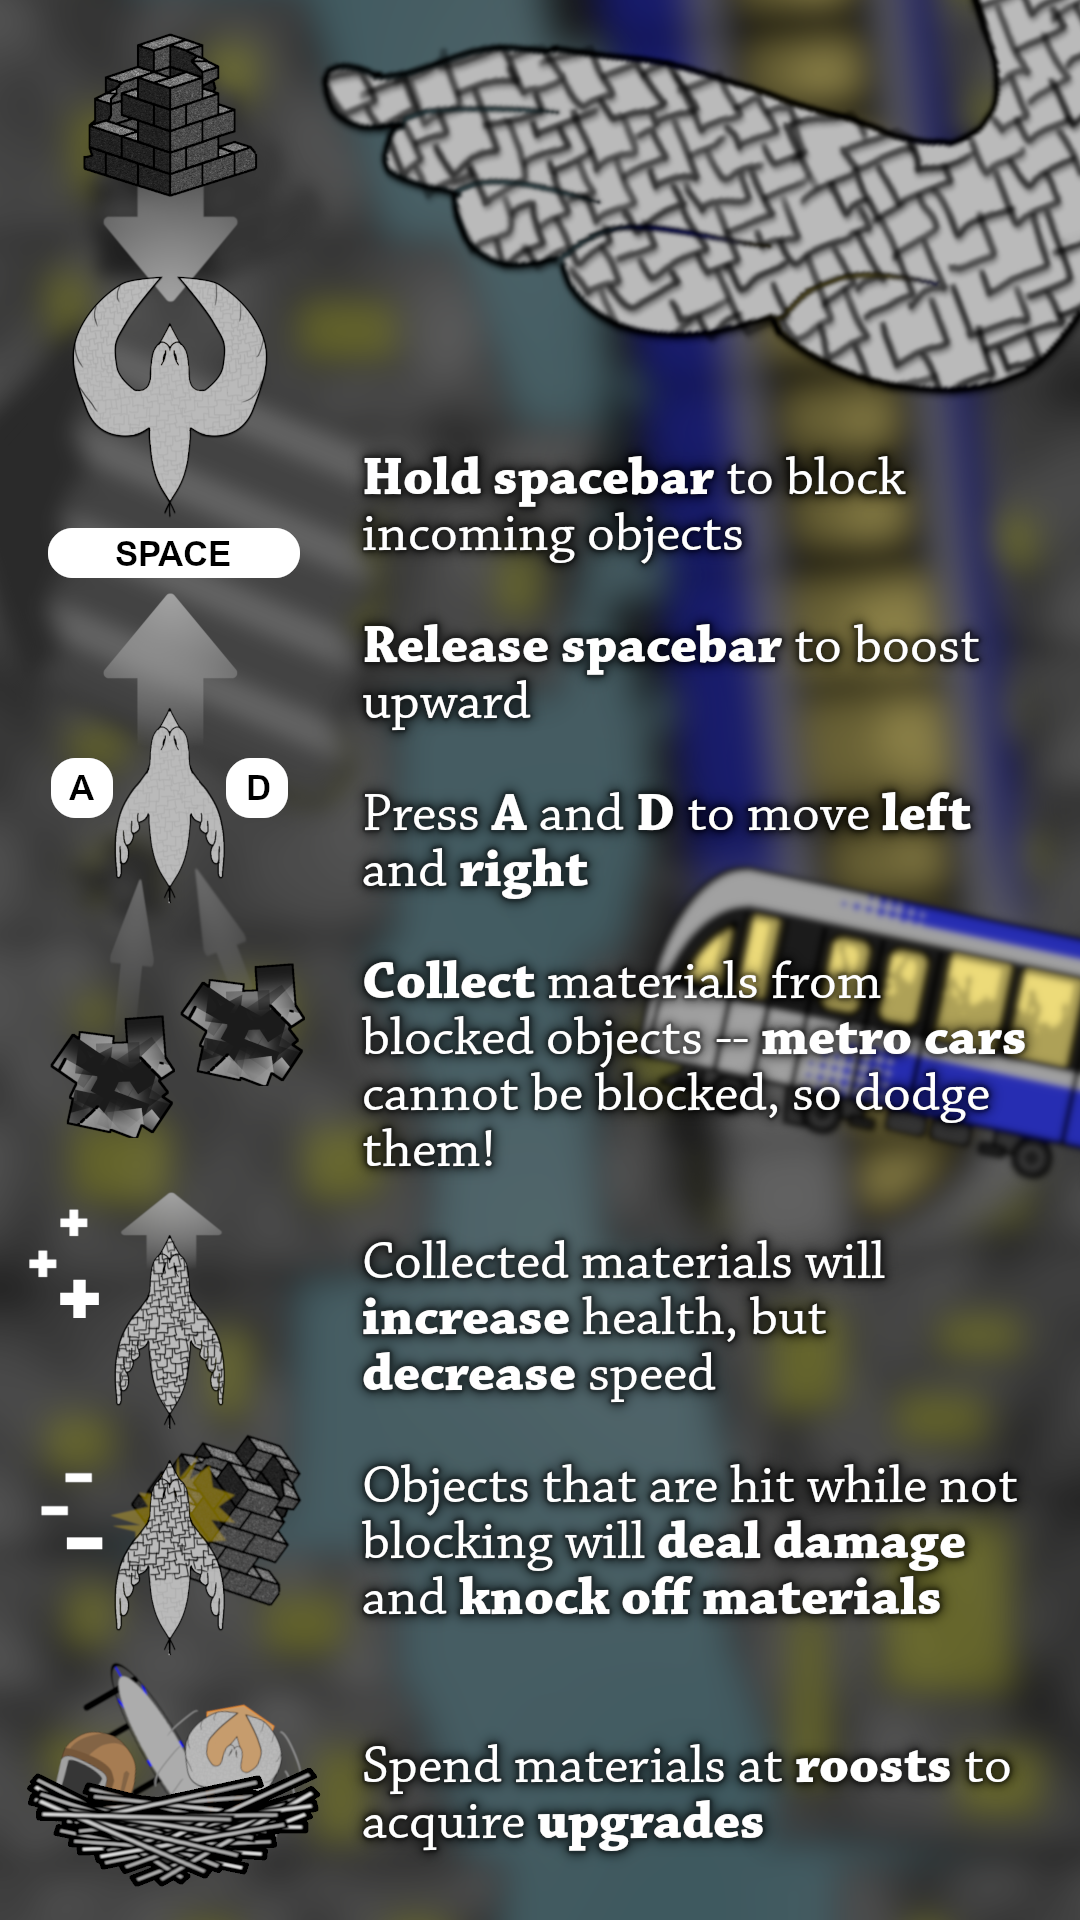 Hold spacebar to block
incoming objects
SPACE
Release spacebar to boost
upward
A
D
Press A and D to move left
and right
Collect materials from
blocked objects -- metro cars
cannot be blocked, so dodge
them!
Collected materials will
increase health, but
decrease speed
Objects that are hit while not
blocking will deal damage
and knock off materials
Spend materials at roosts to
acquire upgrades